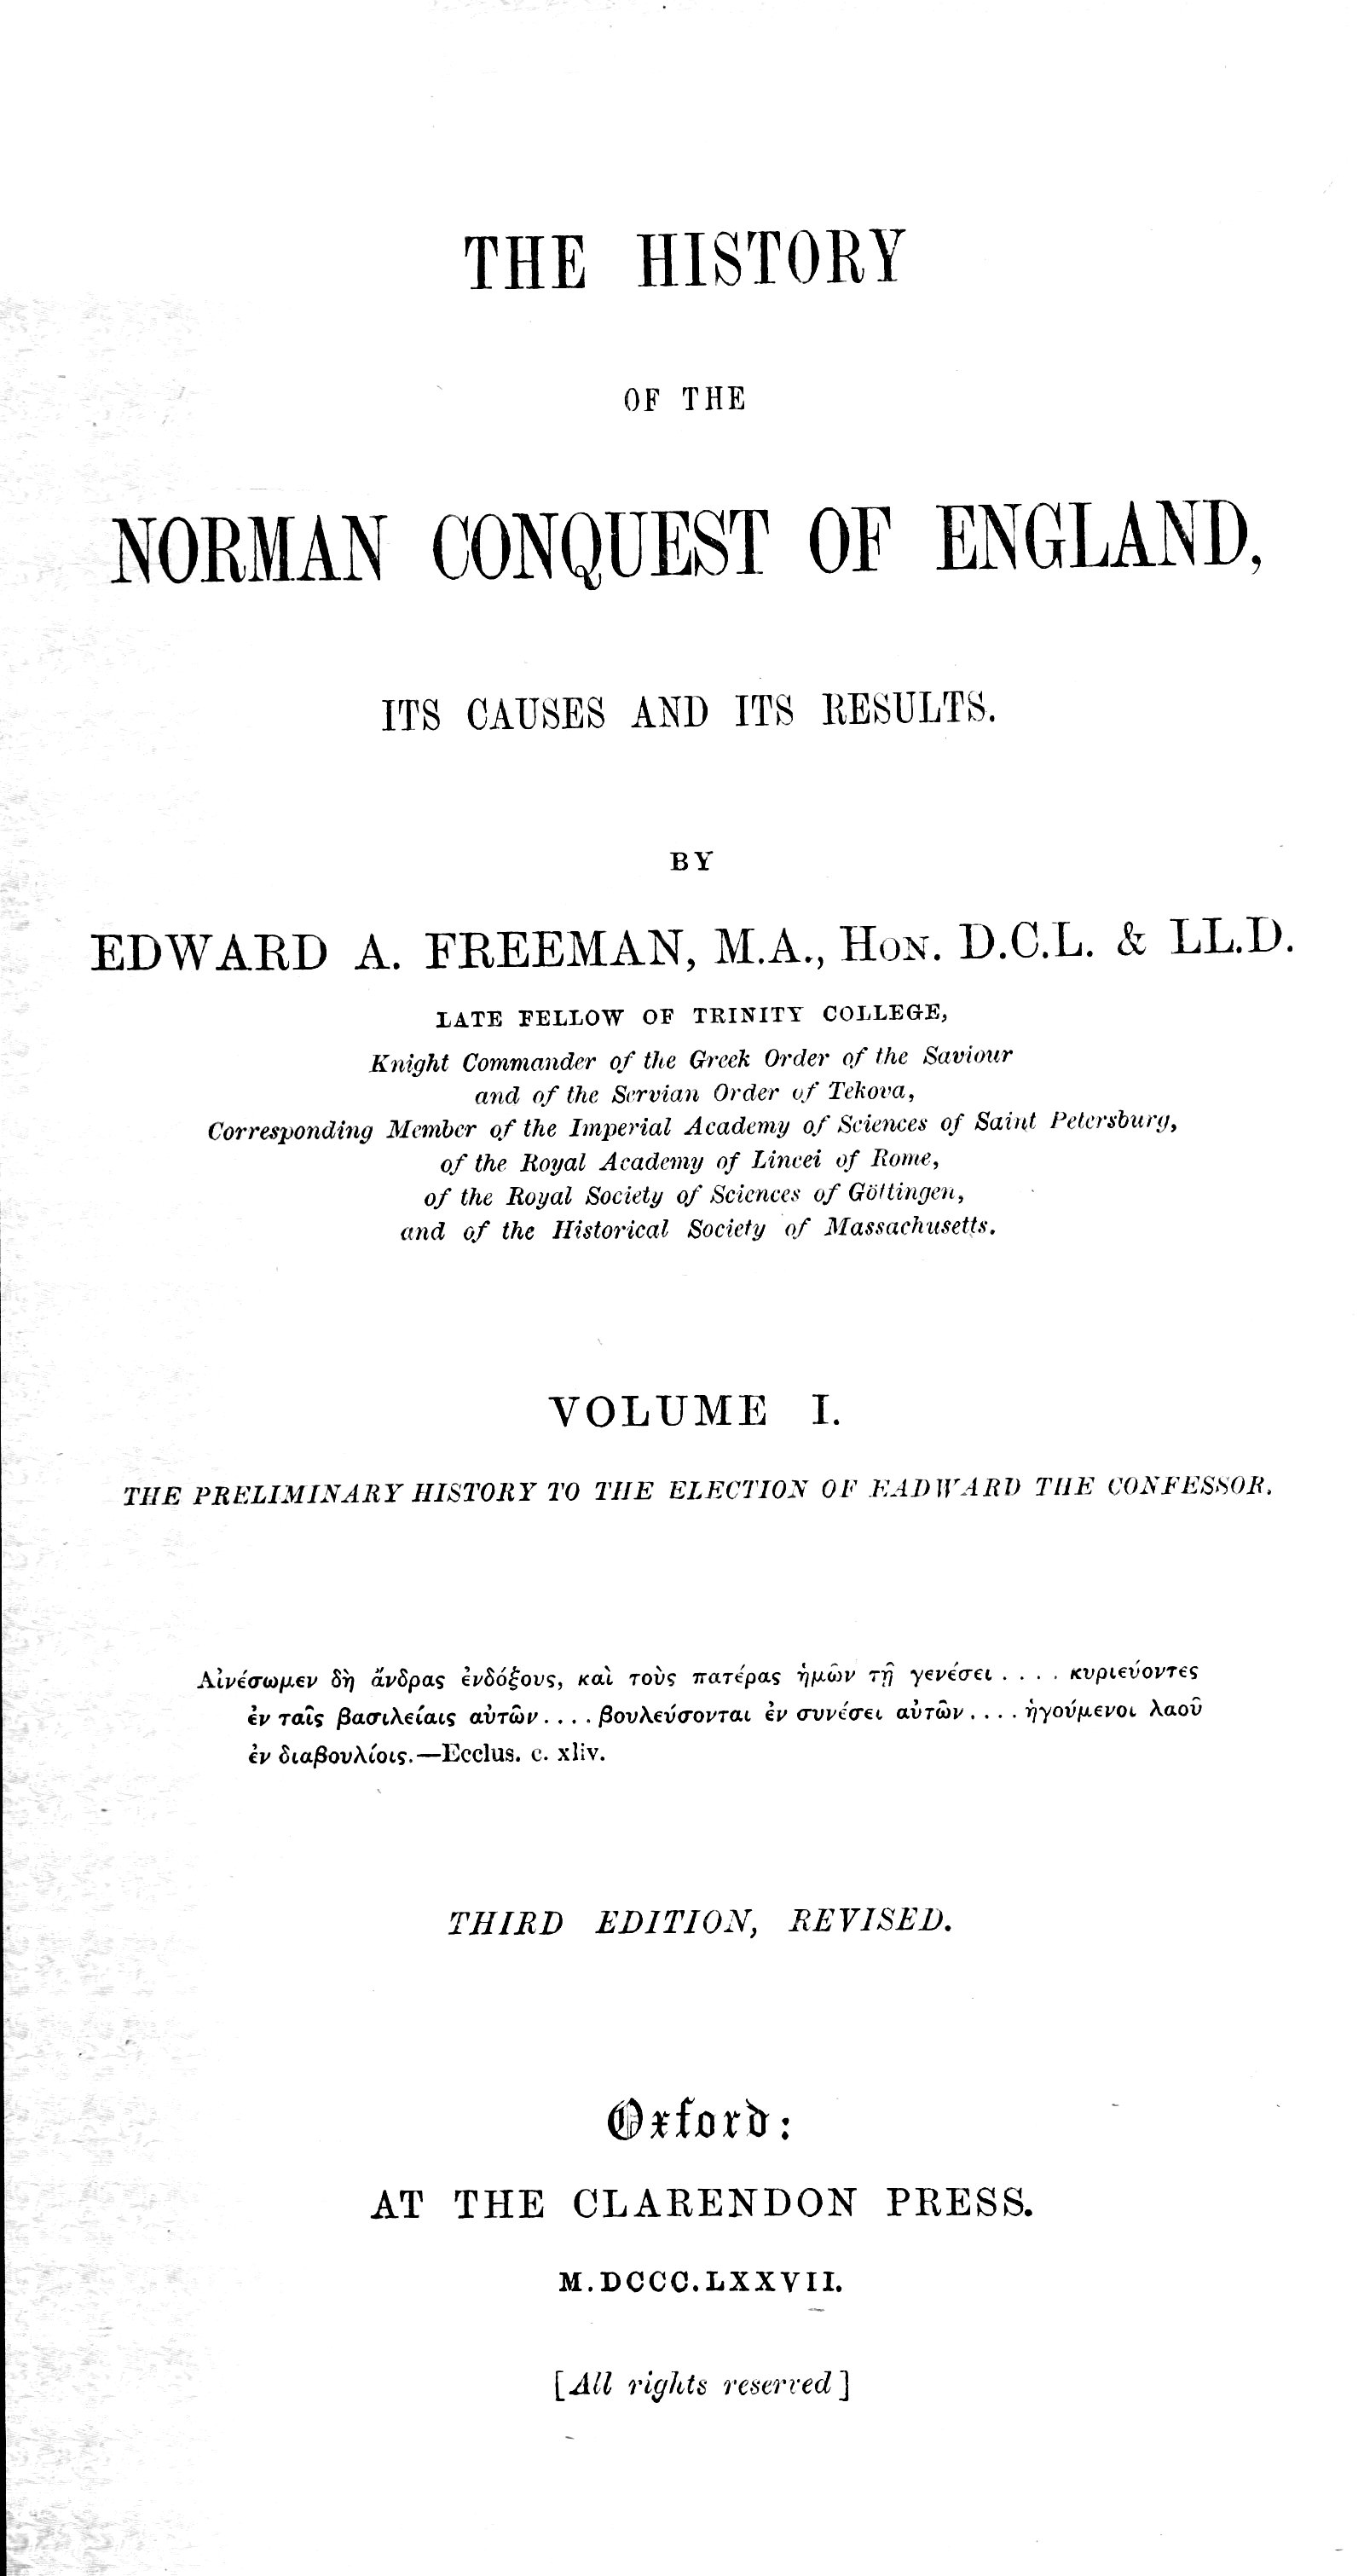 THE HISTORY
OF THE
NORMAN CONQUEST OF ENGLAND,
ITS CAUSES AND ITS RESULTS.
BY
EDWARD A. FREEMAN, M.A., HON. D.C.L. & LL.D.
LATE FELLOW OF TRINITY COLLEGE,
Knight Commander of the Greek Order of the Saviour
and of the Servian Order of Tekova,
Corresponding Member of the Imperial Academy of Sciences of Saint Petersburg,
of the Royal Academy of Lincei of Rome,
of the Royal Society of Sciences of Göttingen,
and of the Historical Society of Massachusetts.
VOLUME I.
THE PRELIMINARY HISTORY TO THE ELECTION OF EADWARD THE CONFESSOR.
Αἰνέσωμεν δὴ ἄνδρας ἐνδόξους, καὶ τοὺς πατέρας ἡμῶν τῇ γενέσει . . . . κυριεύοντες
ἐν ταῖς βασιλείαις αὐτῶν . . . . βουλεύσονται ἐν συνέσει αὐτῶν . . . . ἡγούμενοι λαοῦ
ἐν διαβουλίοις.—Ecclus. c. xliv.
THIRD EDITION, REVISED.
Oxford:
AT THE CLARENDON PRESS.
M.DCCC.LXXVII.
[All rights reserved]